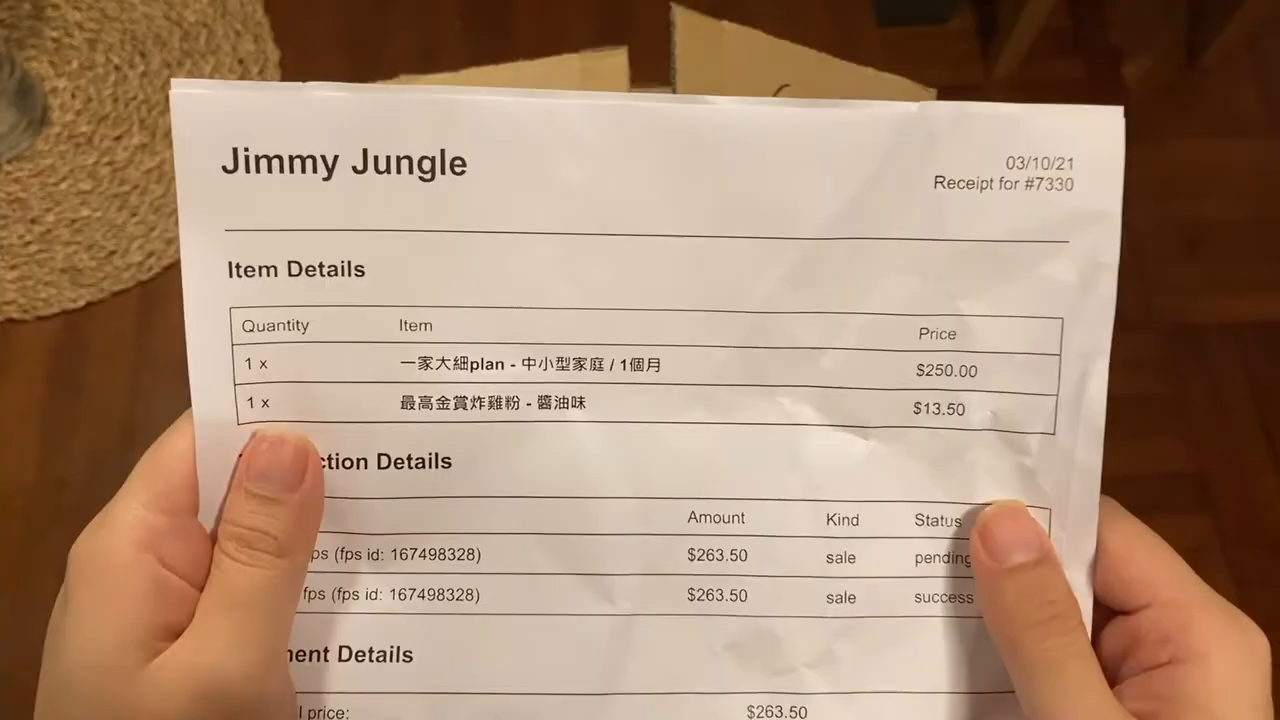 Jimmy Jungle
03/10/21
Receipt for #7330
Item Details
Quantity Item Price
1 x 一家大細plan - 中小型家庭 / 1個月 $250.00
1 x 最高金賞炸雞粉 - 醬油味 $13.50
Details
Amount Kind Status
(fps id: 167498328) $263.50 sale pending
fps (fps id: 167498328) $263.50 sale success
Details
price: $263.50